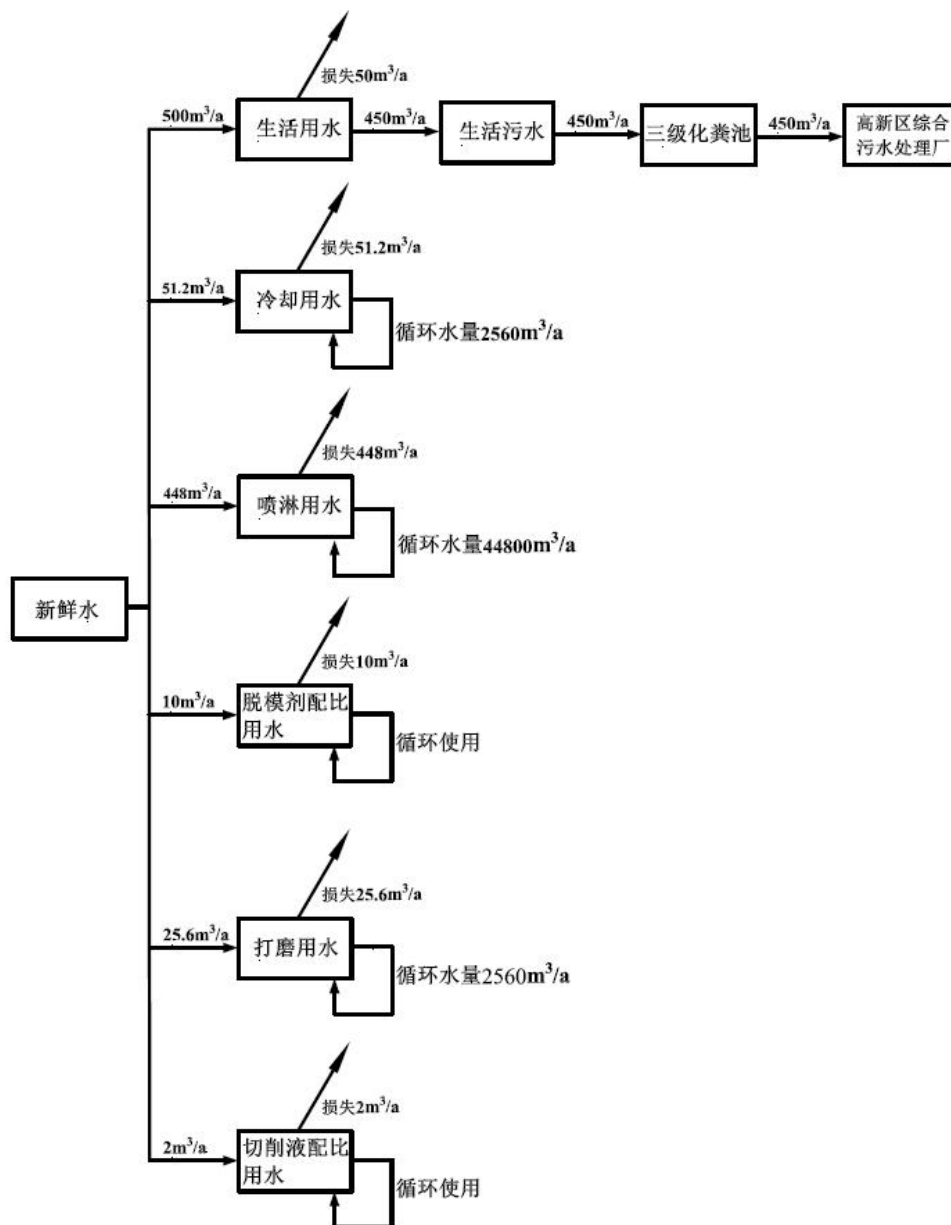 损失50m³/a
500m³/a
生活用水
450m³/a
生活污水
450m³/a
三级化粪池
450m³/a
高新区综合
污水处理厂
损失51.2m³/a
51.2m³/a
冷却用水
循环水量2560m³/a
损失448m³/a
448m³/a
喷淋用水
循环水量44800m³/a
新鲜水
损失10m³/a
10m³/a
脱模剂配比
用水
循环使用
损失25.6m³/a
25.6m³/a
打磨用水
循环水量2560m³/a
损失2m³/a
2m³/a
切削液配比
用水
循环使用